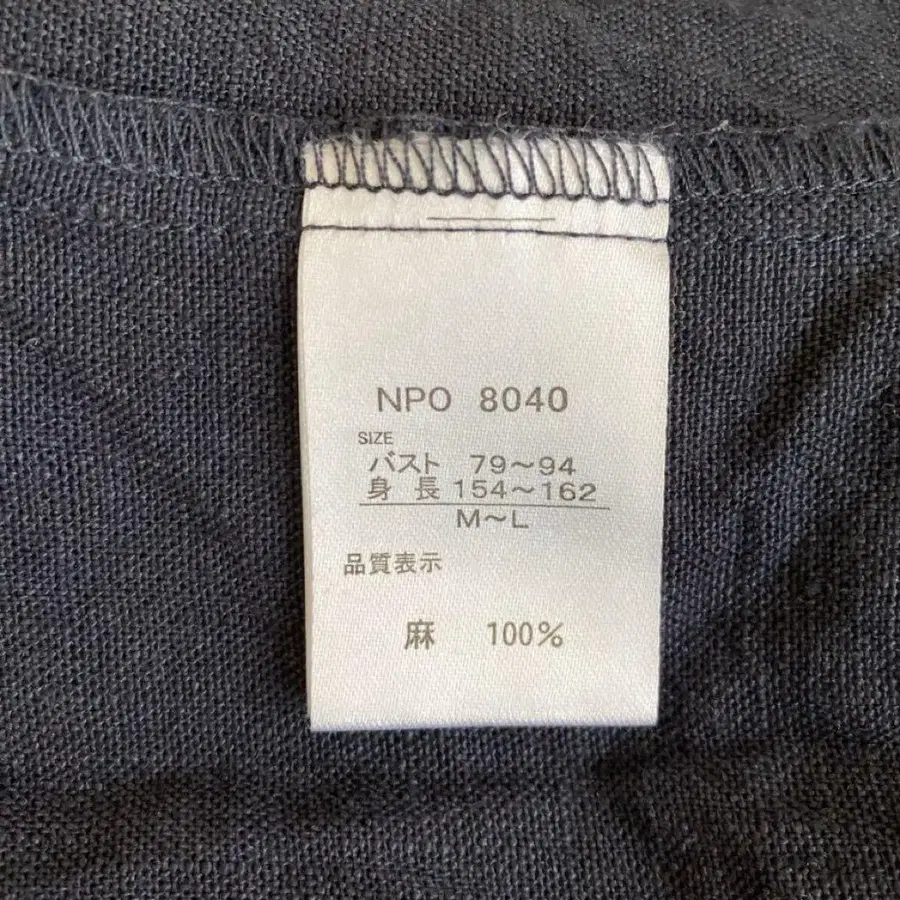 NPO 8040
SIZE
バスト 79～94
身 長 154～162
M～L
品質表示
麻 100%